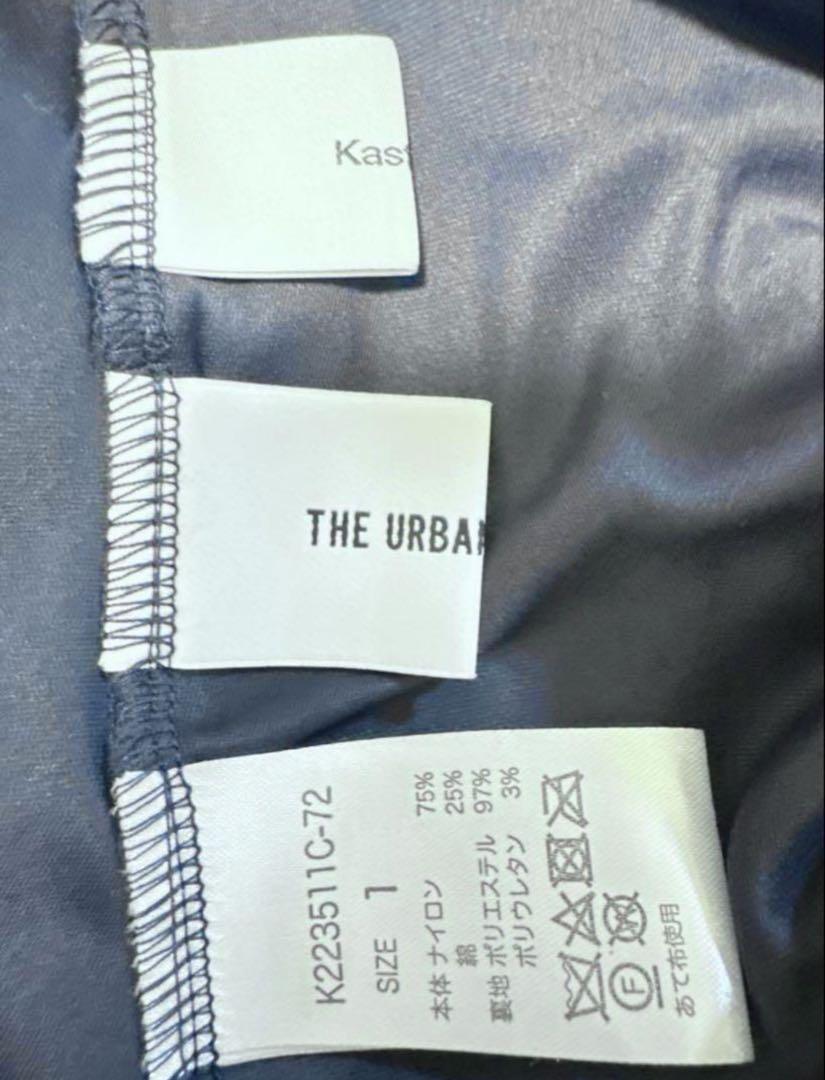 Kas
THE URBA
K223511C-72
SIZE 1
本体 ナイロン 75%
綿 25%
裏地 ポリエステル 97%
ポリウレタン 3%
F W
あて布使用